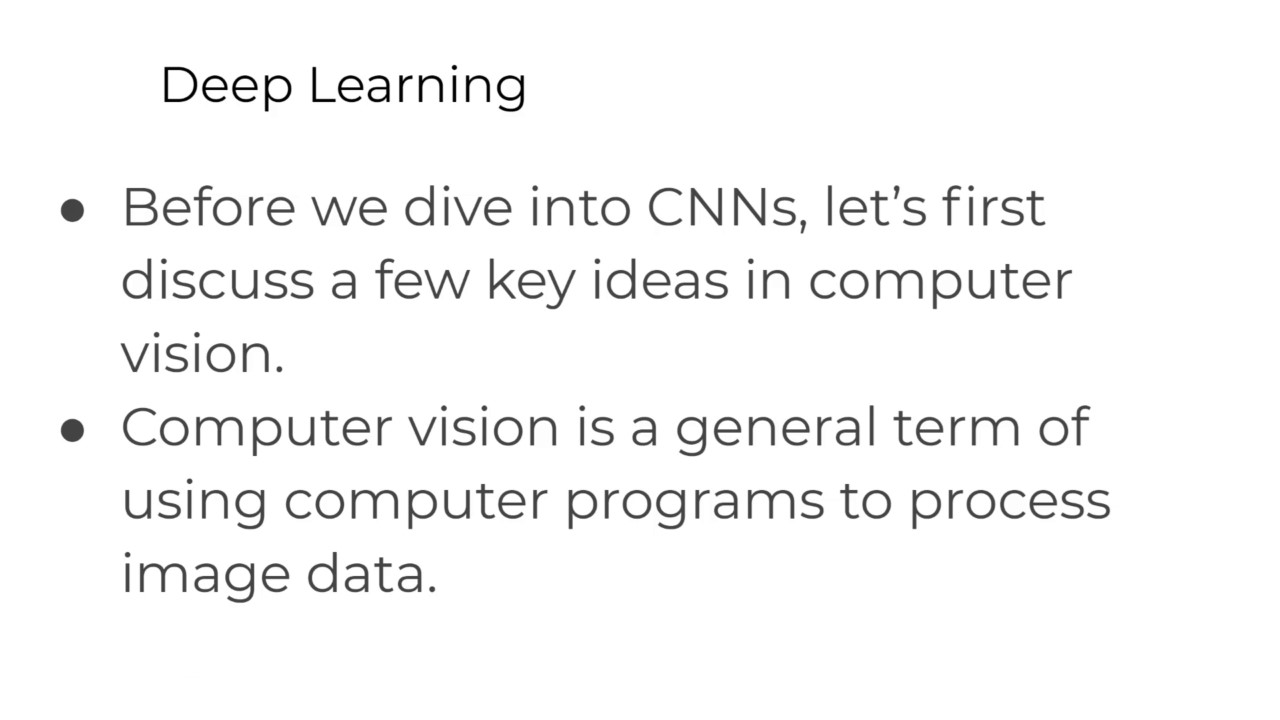 Deep Learning
● Before we dive into CNNs, let’s first
discuss a few key ideas in computer
vision.
● Computer vision is a general term of
using computer programs to process
image data.